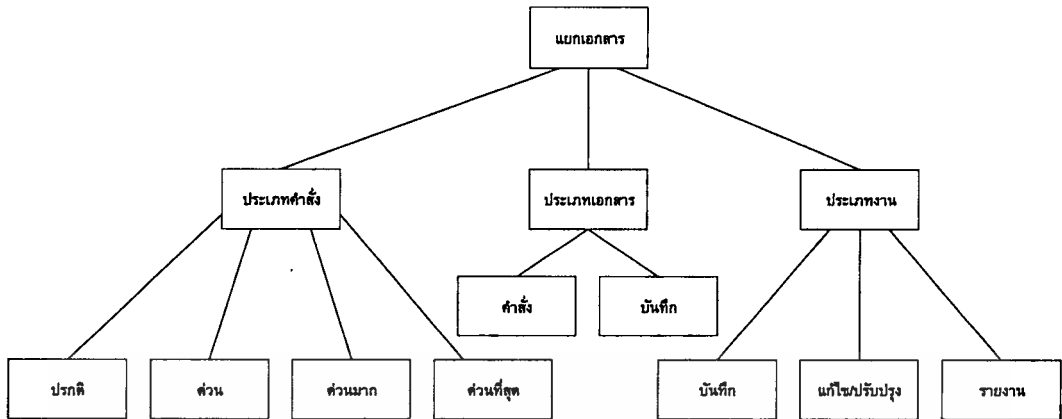 แยกเอกสาร
ประเภทคำสั่ง
ประเภทเอกสาร
ประเภทงาน
คำสั่ง
บันทึก
ปรกติ
ด่วน
ด่วนมาก
ด่วนที่สุด
บันทึก
แก้ไข/ปรับปรุง
รายงาน